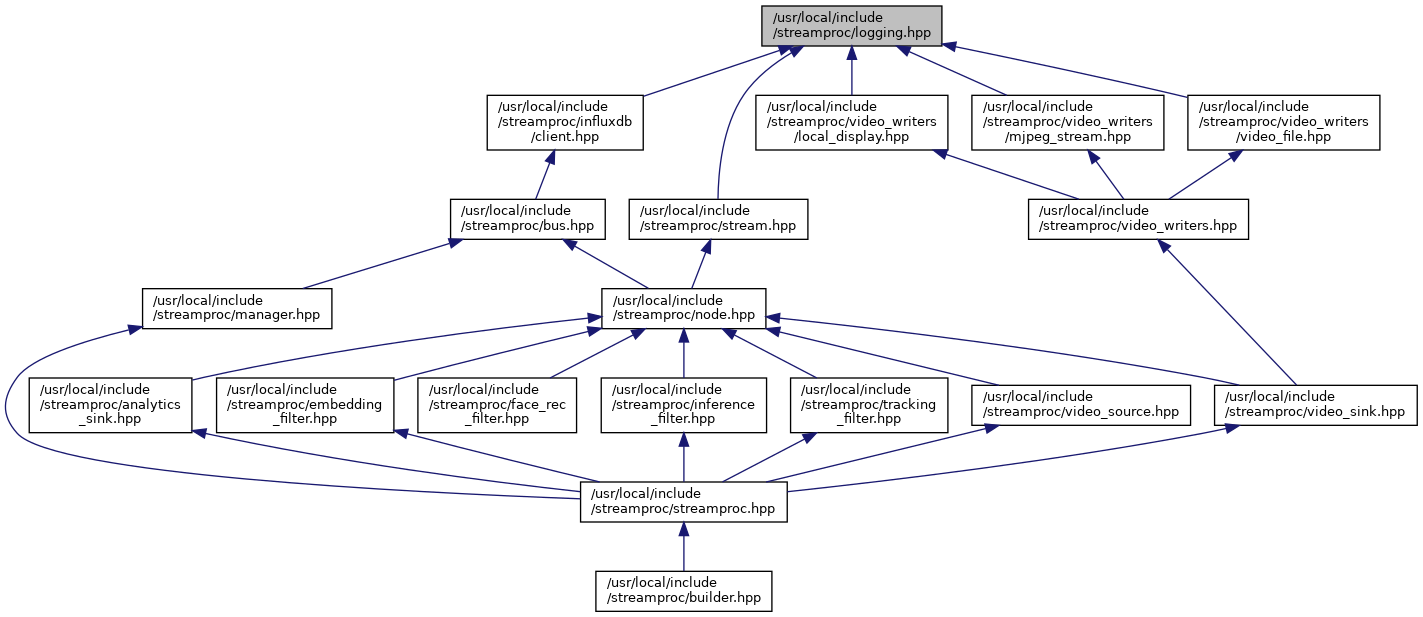 /usr/local/include
/streamproc/logging.hpp
/usr/local/include
/streamproc/influxdb
/client.hpp
/usr/local/include
/streamproc/video_writers
/local_display.hpp
/usr/local/include
/streamproc/video_writers
/mjpeg_stream.hpp
/usr/local/include
/streamproc/video_writers
/video_file.hpp
/usr/local/include
/streamproc/bus.hpp
/usr/local/include
/streamproc/stream.hpp
/usr/local/include
/streamproc/video_writers.hpp
/usr/local/include
/streamproc/manager.hpp
/usr/local/include
/streamproc/node.hpp
/usr/local/include
/streamproc/analytics
_sink.hpp
/usr/local/include
/streamproc/embedding
_filter.hpp
/usr/local/include
/streamproc/face_rec
_filter.hpp
/usr/local/include
/streamproc/inference
_filter.hpp
/usr/local/include
/streamproc/tracking
_filter.hpp
/usr/local/include
/streamproc/video_source.hpp
/usr/local/include
/streamproc/video_sink.hpp
/usr/local/include
/streamproc/streamproc.hpp
/usr/local/include
/streamproc/builder.hpp